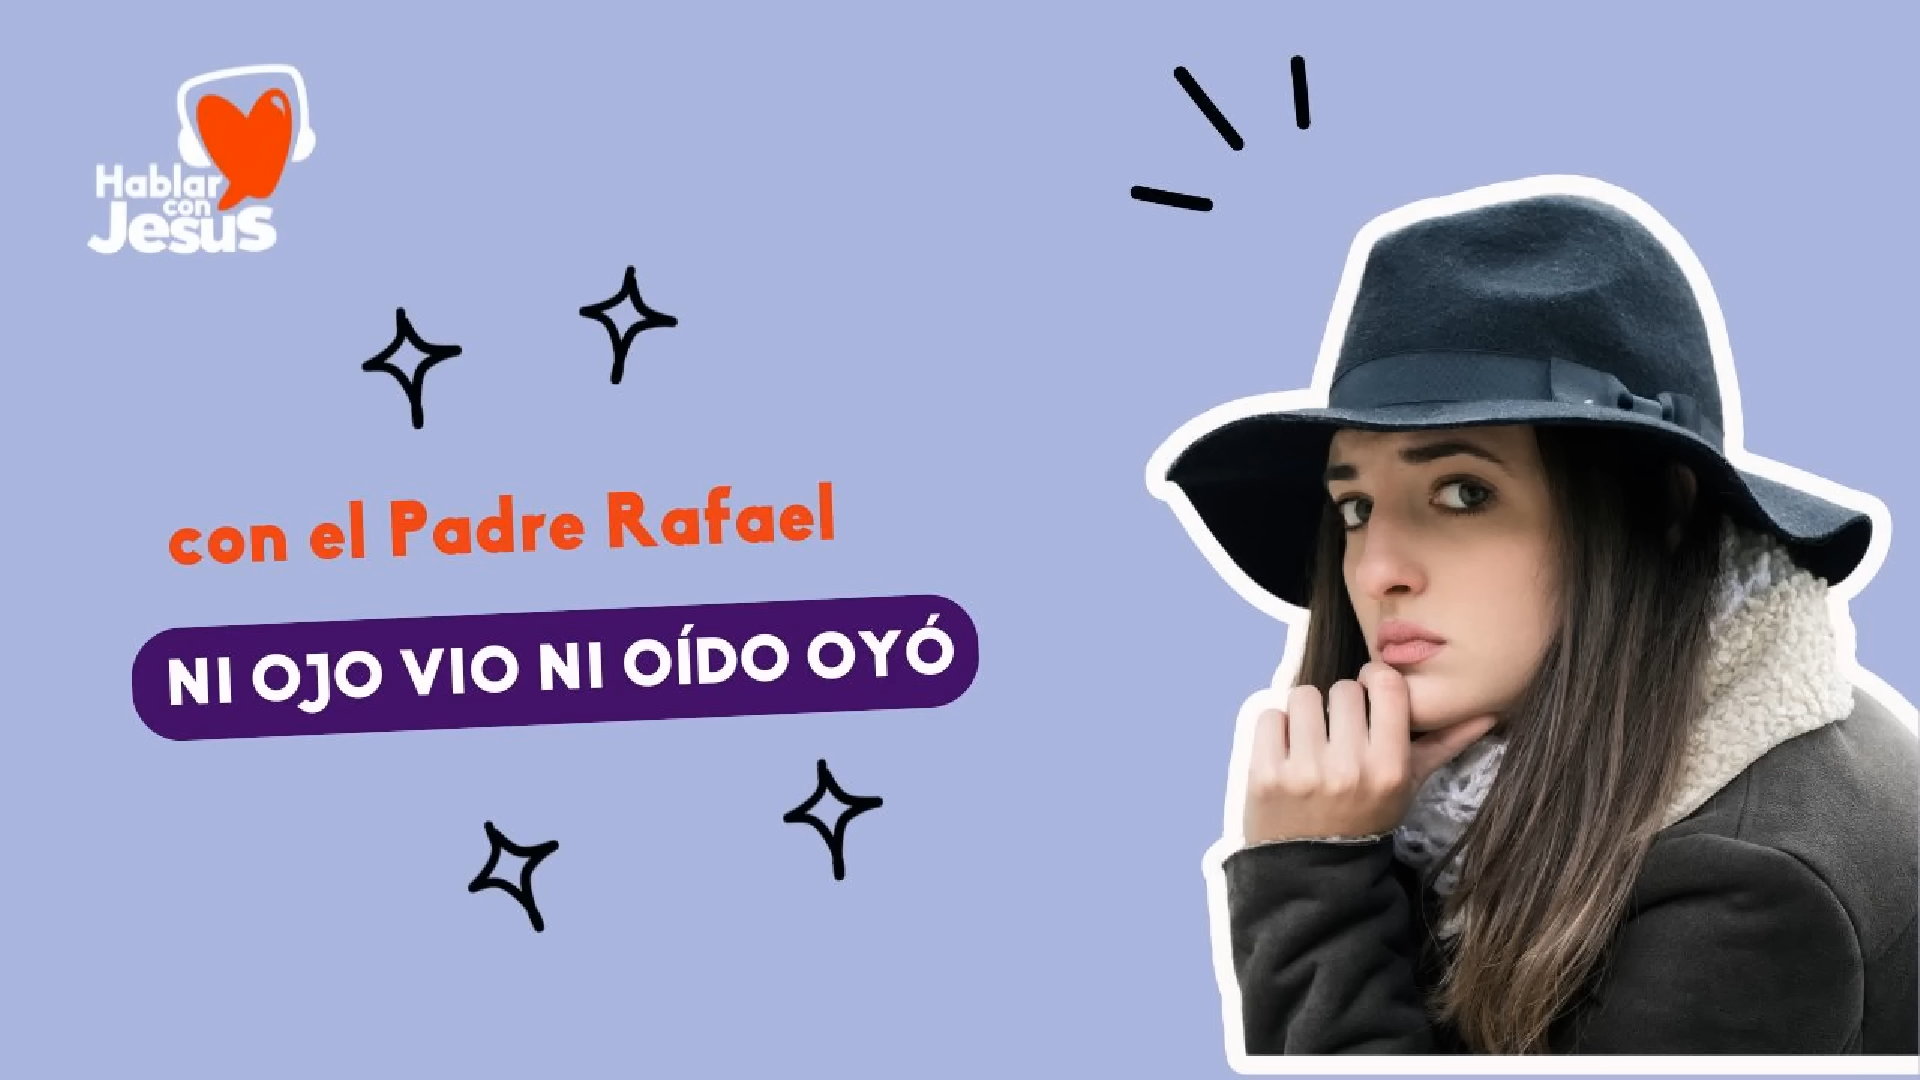 Hablar
con
Jesus
con el Padre Rafael
NI OJO VIO NI OÍDO OYÓ